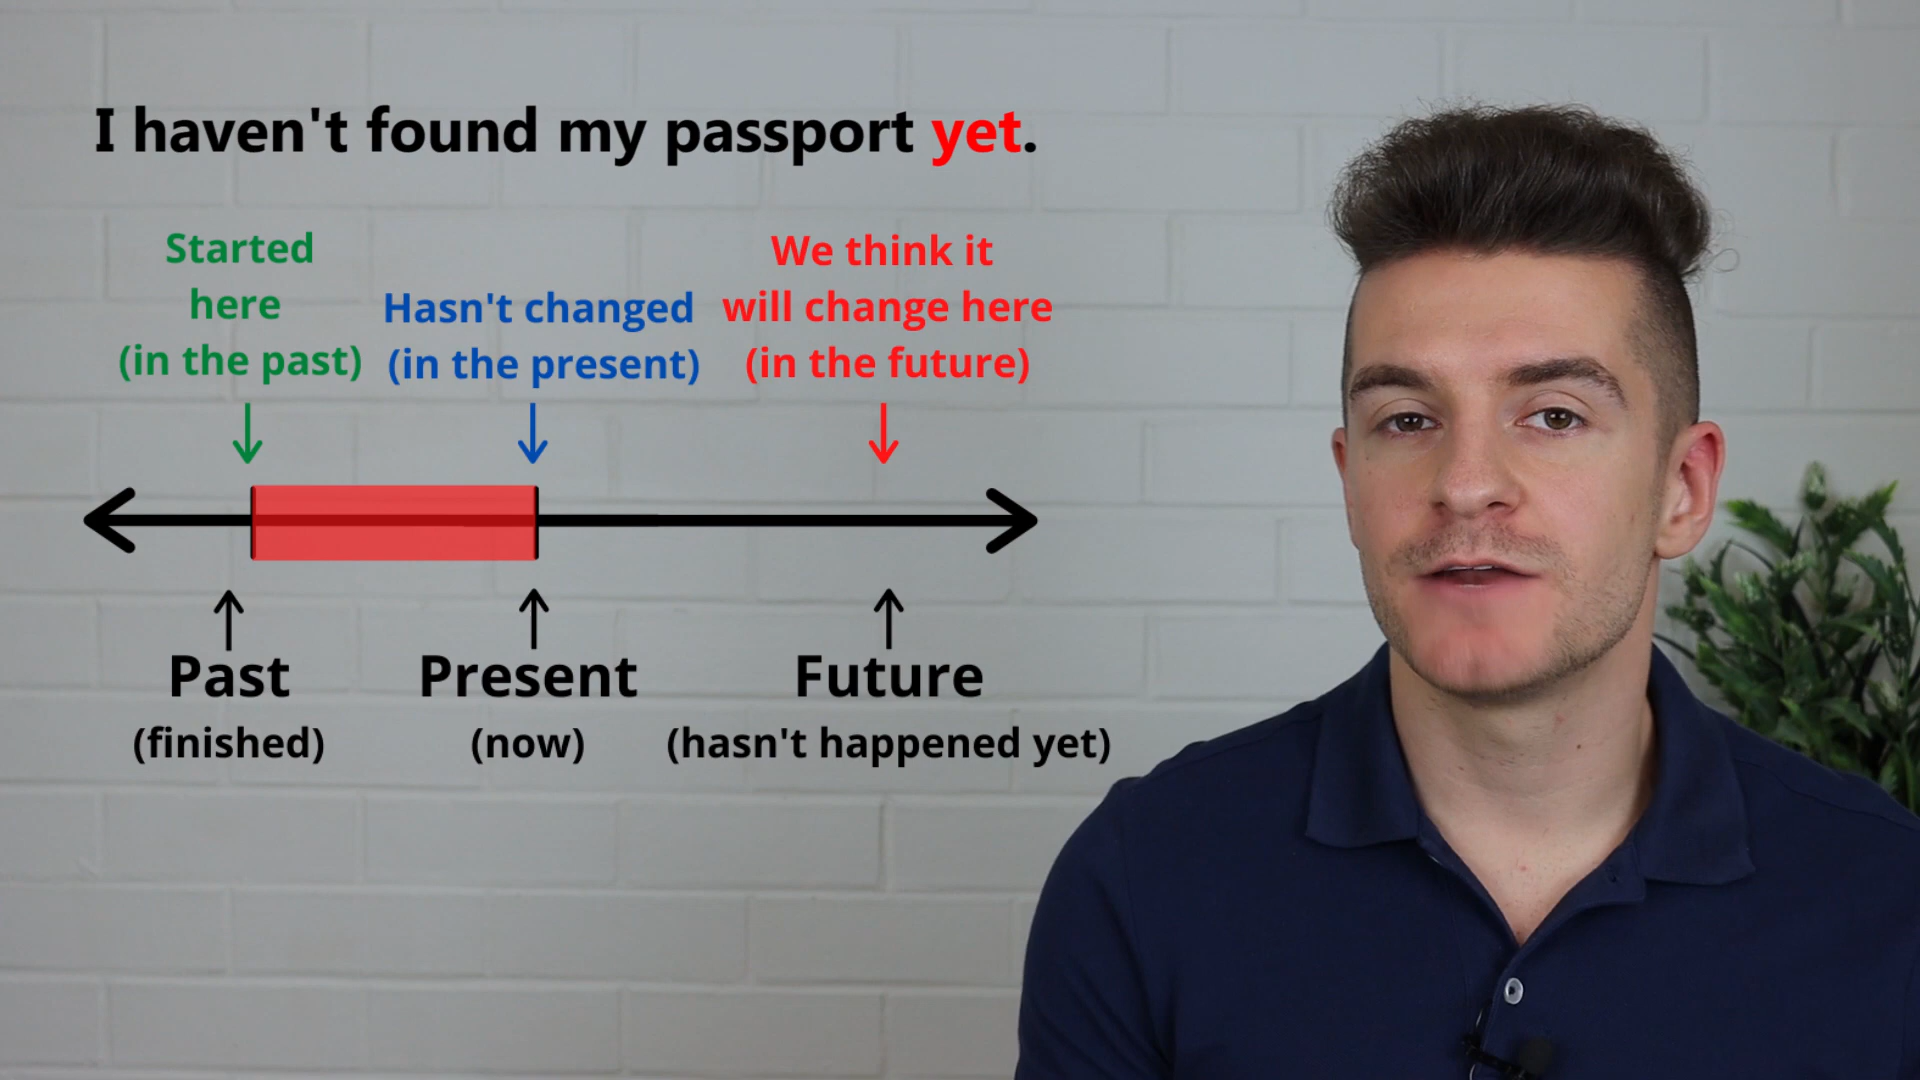 I haven't found my passport yet.
Started
here
(in the past)
Hasn't changed
(in the present)
We think it
will change here
(in the future)
Past
(finished)
Present
(now)
Future
(hasn't happened yet)